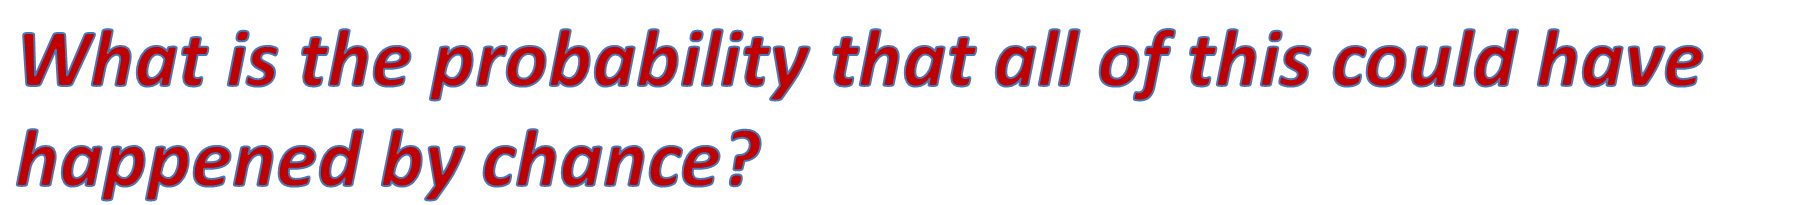 What is the probability that all of this could have
happened by chance?